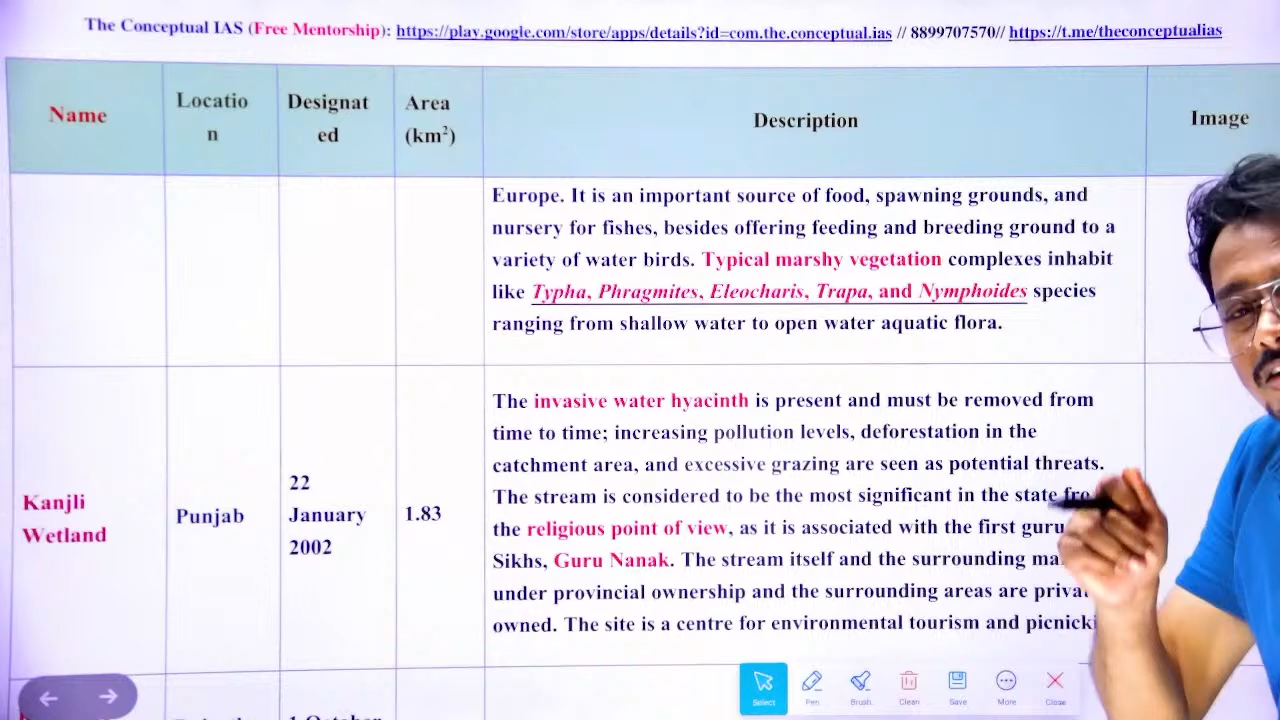 The Conceptual IAS (Free Mentorship): https://play.google.com/store/apps/details?id=com.the.conceptual.ias // 8899707570// https://t.me/theconceptualias
Name
Locatio
n
Designat
ed
Area
(km²)
Description
Image
Europe. It is an important source of food, spawning grounds, and
nursery for fishes, besides offering feeding and breeding ground to a
variety of water birds. Typical marshy vegetation complexes inhabit
like Typha, Phragmites, Eleocharis, Trapa, and Nymphoides species
ranging from shallow water to open water aquatic flora.
Kanjli
Wetland
Punjab
22
January
2002
1.83
The invasive water hyacinth is present and must be removed from
time to time; increasing pollution levels, deforestation in the
catchment area, and excessive grazing are seen as potential threats.
The stream is considered to be the most significant in the state
the religious point of view, as it is associated with the first guru
Sikhs, Guru Nanak. The stream itself and the surrounding
under provincial ownership and the surrounding areas are
owned. The site is a centre for environmental tourism and
1 October
Select
Pen
Brush
Clean
Save
More
Close